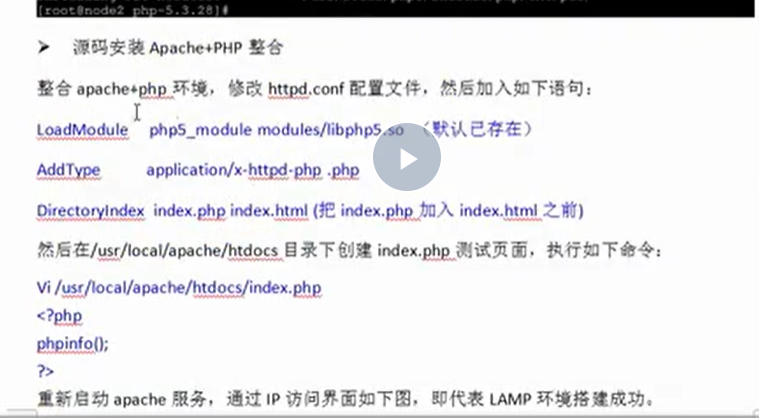 [root@node2 php-5.3.28]#
➤ 源码安装 Apache+PHP 整合
整合 apache+php 环境，修改 httpd.conf 配置文件，然后加入如下语句：
LoadModule php5_module modules/libphp5.so （默认已存在）
AddType application/x-httpd-php .php
DirectoryIndex index.php index.html (把 index.php 加入 index.html 之前)
然后在/usr/local/apache/htdocs 目录下创建 index.php 测试页面，执行如下命令：
Vi /usr/local/apache/htdocs/index.php
<?php
phpinfo();
?>
重新启动 apache 服务，通过 IP 访问界面如下图，即代表 LAMP 环境搭建成功。